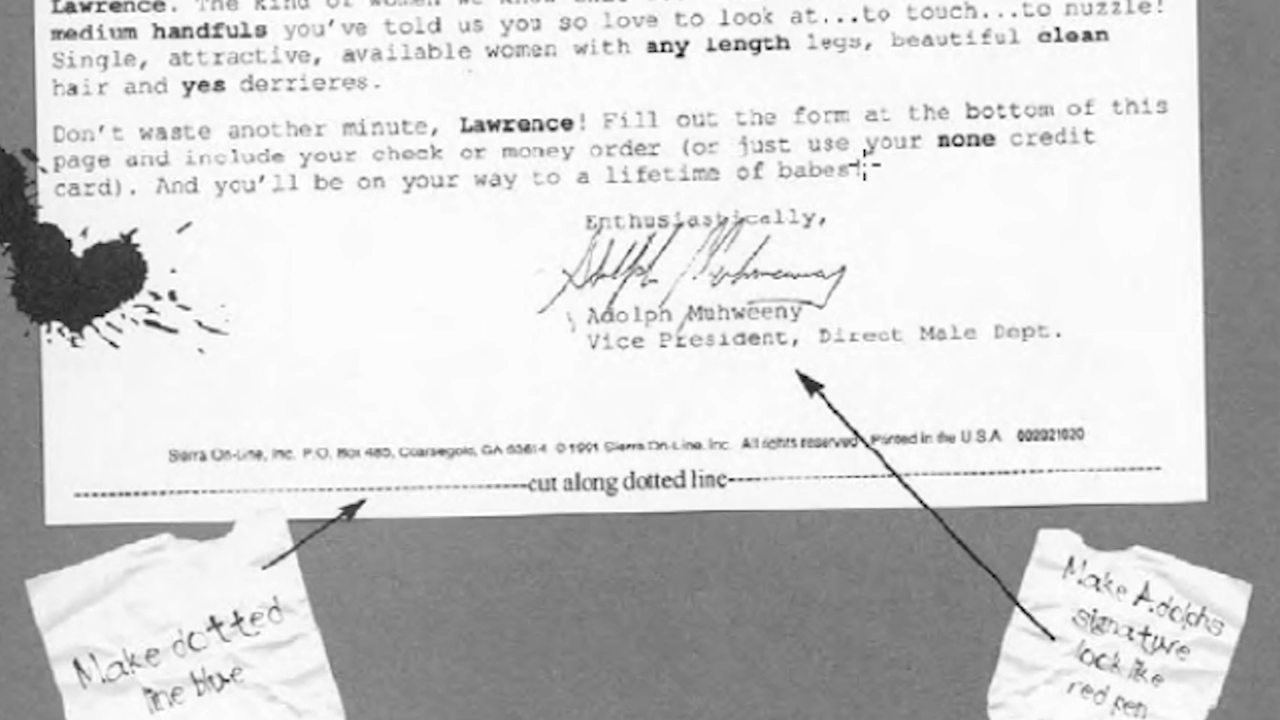 Lawrence. The kind of women we know
medium handfuls you've told us you so love to look at...to touch...to nuzzle!
Single, attractive, available women with any length legs, beautiful clean
hair and yes derrieres.
Don't waste another minute, Lawrence! Fill out the form at the bottom of this
page and include your check or money order (or just use your none credit
card). And you'll be on your way to a lifetime of babes!
Enthusiastically,
Adolph Muhweeny
Adolph Muhweeny
Vice President, Direct Male Dept.
Sierra On-Line, Inc. P.O. Box 485, Coarsegold, CA 93614 ©1991 Sierra On-Line, Inc. All rights reserved. Printed in the U.S.A 002021020
cut along dotted line
Make dotted
line blue
Make Adolphs
signature
look like
red pen